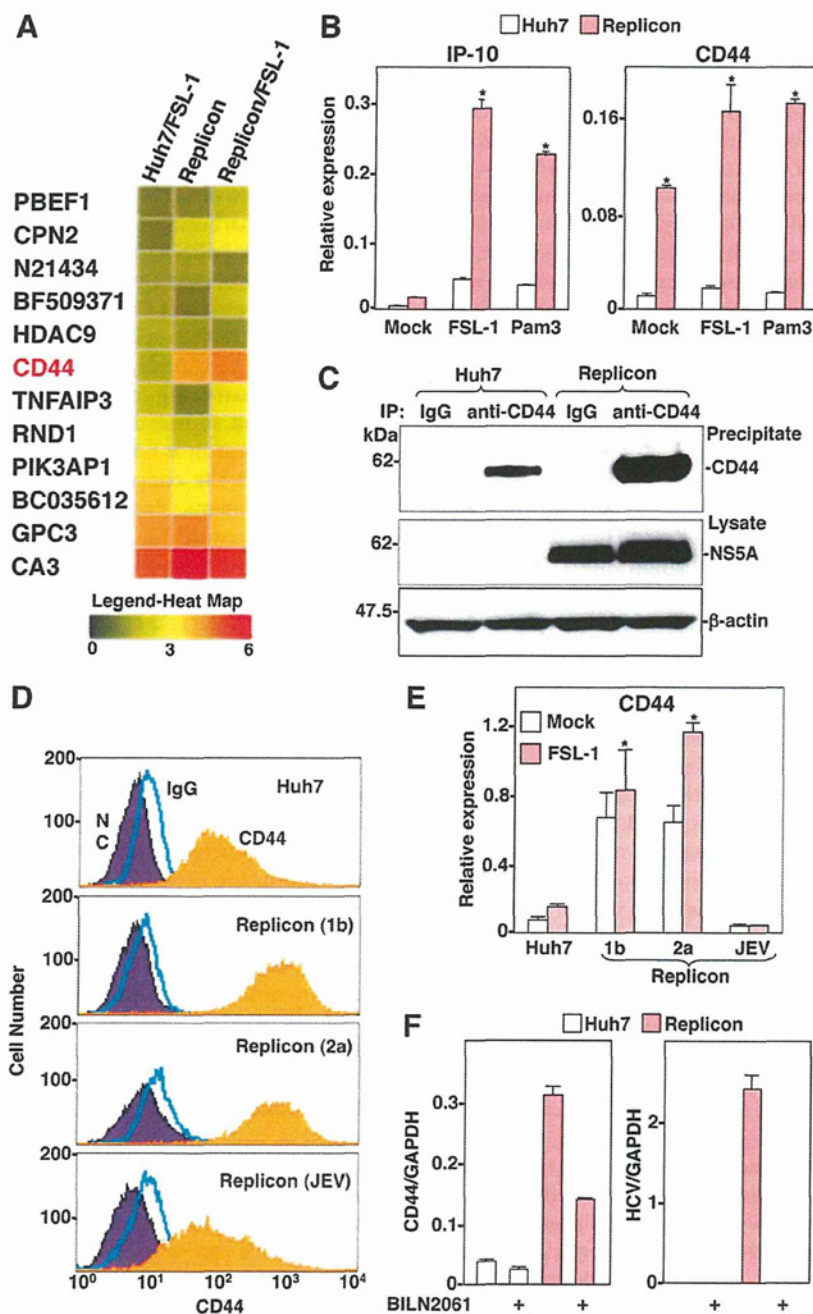 A
Huh7/FSL-1
Replicon
Replicon/FSL-1
PBEF1
CPN2
N21434
BF509371
HDAC9
CD44
TNFAIP3
RND1
PIK3AP1
BC035612
GPC3
CA3
Legend-Heat Map
0 3 6
B
Huh7 Replicon
IP-10
Relative expression
0.3
0.2
0.1
0
* *
Mock FSL-1 Pam3
CD44
0.16
0.08
0
* * *
Mock FSL-1 Pam3
C
Huh7 Replicon
IP: IgG anti-CD44 IgG anti-CD44
kDa
Precipitate
62-
-CD44
Lysate
62-
-NS5A
47.5-
-β-actin
D
Cell Number
200
100
N
C
IgG
CD44
Huh7
200
100
Replicon (1b)
200
100
Replicon (2a)
200
100
Replicon (JEV)
10⁰ 10¹ 10² 10³ 10⁴
CD44
E
CD44
Mock
FSL-1
Relative expression
1.2
0.8
0.4
0
* *
Huh7 1b 2a JEV
Replicon
F
Huh7 Replicon
CD44/GAPDH
0.3
0.2
0.1
0
BILN2061 + +
HCV/GAPDH
2
1
0
+ +